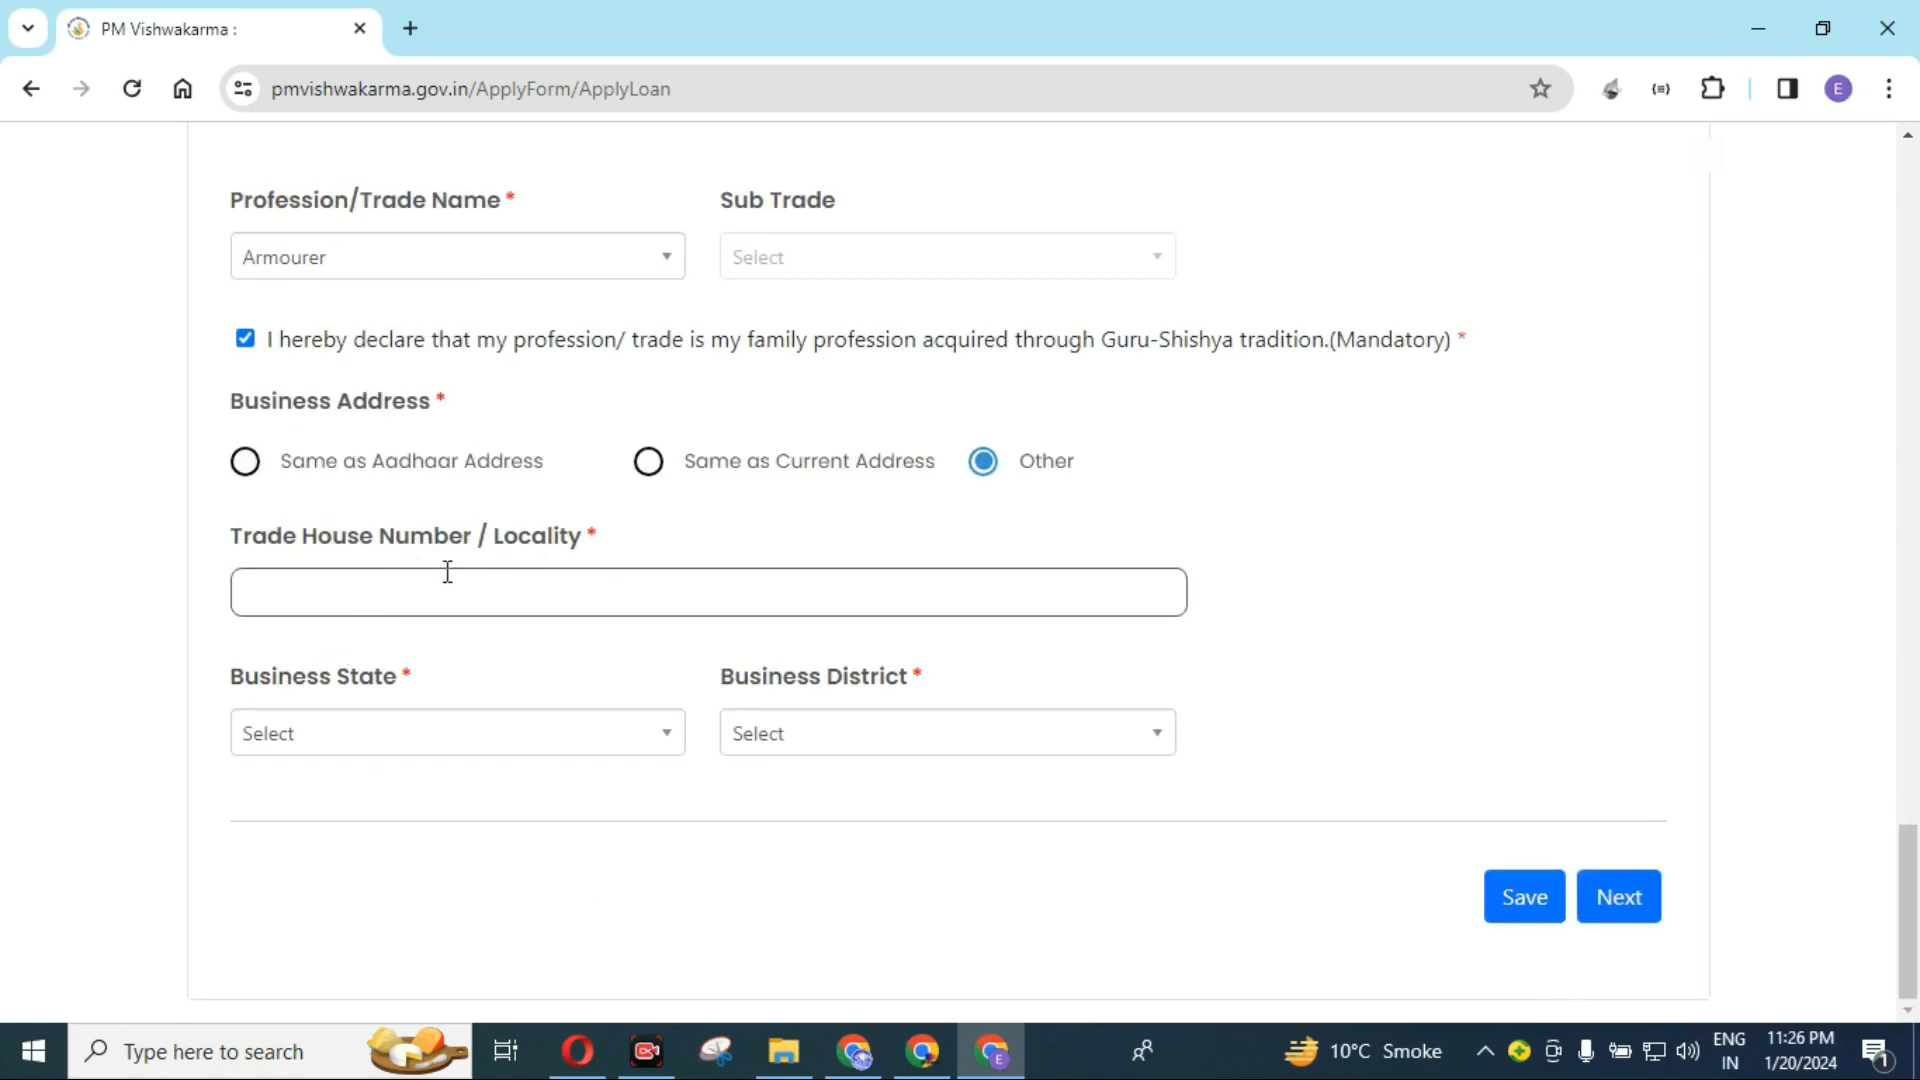 PM Vishwakarma :
pmvishwakarma.gov.in/ApplyForm/ApplyLoan
E
Profession/Trade Name *
Sub Trade
Armourer
Select
I hereby declare that my profession/ trade is my family profession acquired through Guru-Shishya tradition.(Mandatory) *
Business Address *
Same as Aadhaar Address
Same as Current Address
Other
Trade House Number / Locality *
Business State *
Business District *
Select
Select
Save
Next
Type here to search
E
10°C Smoke
ENG
IN
11:26 PM
1/20/2024
1